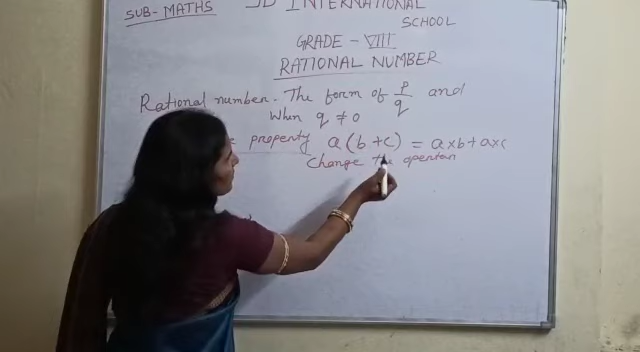 SUB- MATHS
JD INTERNATIONAL
SCHOOL
GRADE - VIII
RATIONAL NUMBER
Rational number. The form of p/q and
When q ≠ 0
property a(b+c) = a×b+a×c
Change the